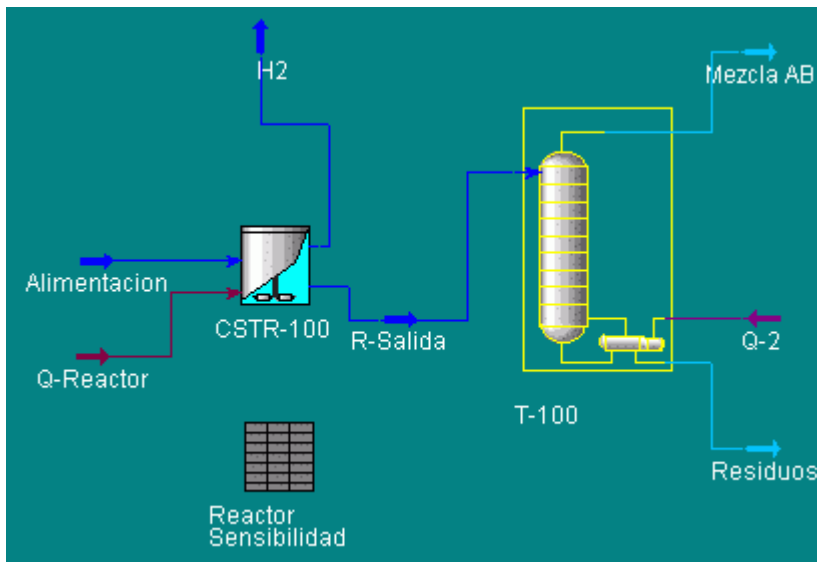 H2
Mezcla AB
Alimentacion
CSTR-100
R-Salida
Q-2
Q-Reactor
T-100
Residuos
Reactor
Sensibilidad